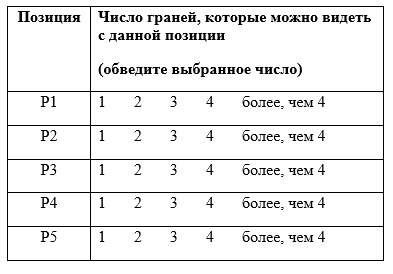 Позиция Число граней, которые можно видеть
с данной позиции
(обведите выбранное число)
P1 1 2 3 4 более, чем 4
P2 1 2 3 4 более, чем 4
P3 1 2 3 4 более, чем 4
P4 1 2 3 4 более, чем 4
P5 1 2 3 4 более, чем 4